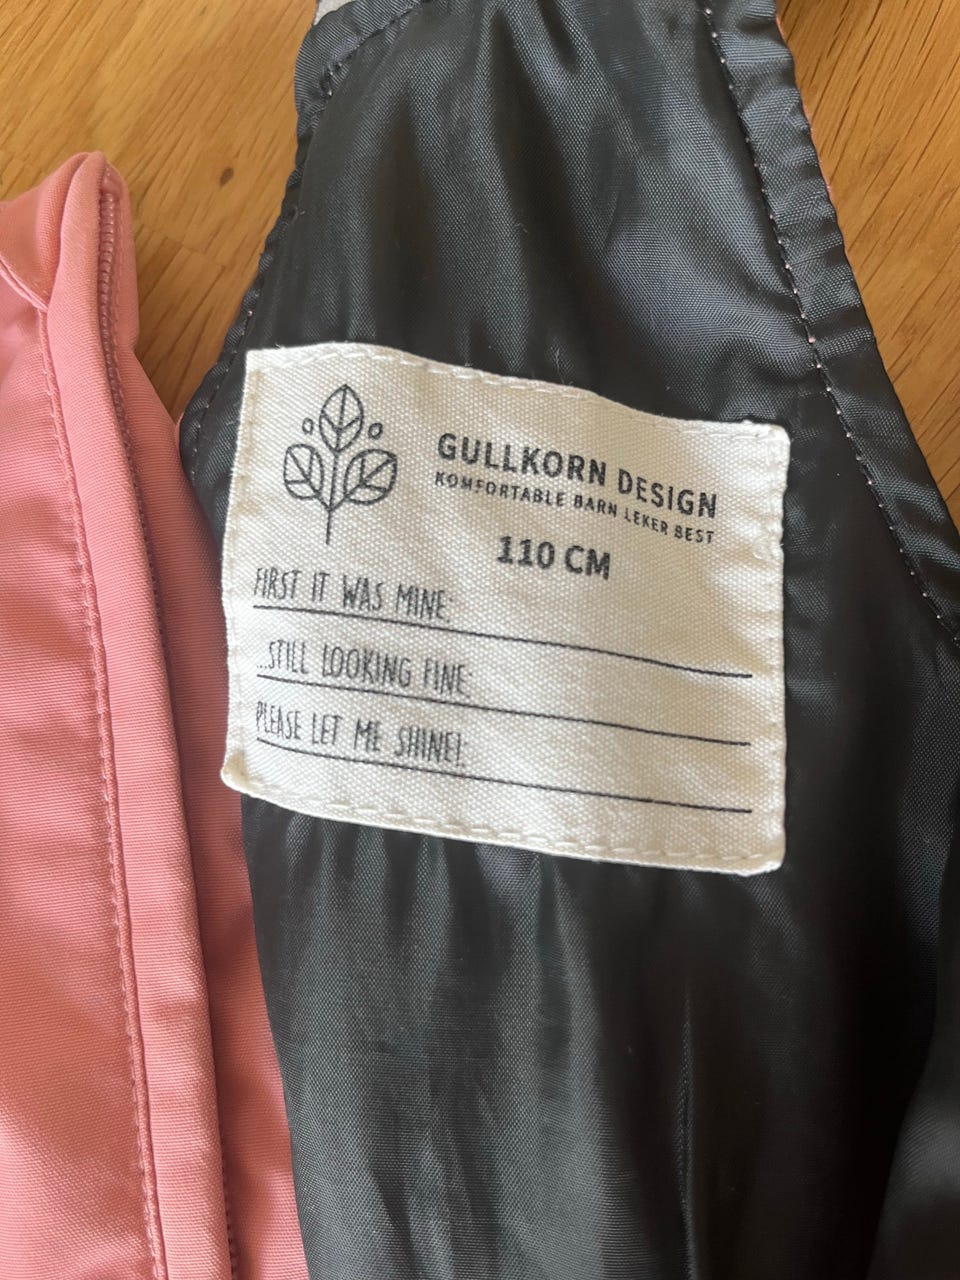 GULLKORN DESIGN
KOMFORTABLE BARN LEKER BEST
110 CM
FIRST IT WAS MINE:
...STILL LOOKING FINE:
PLEASE LET ME SHINE!: